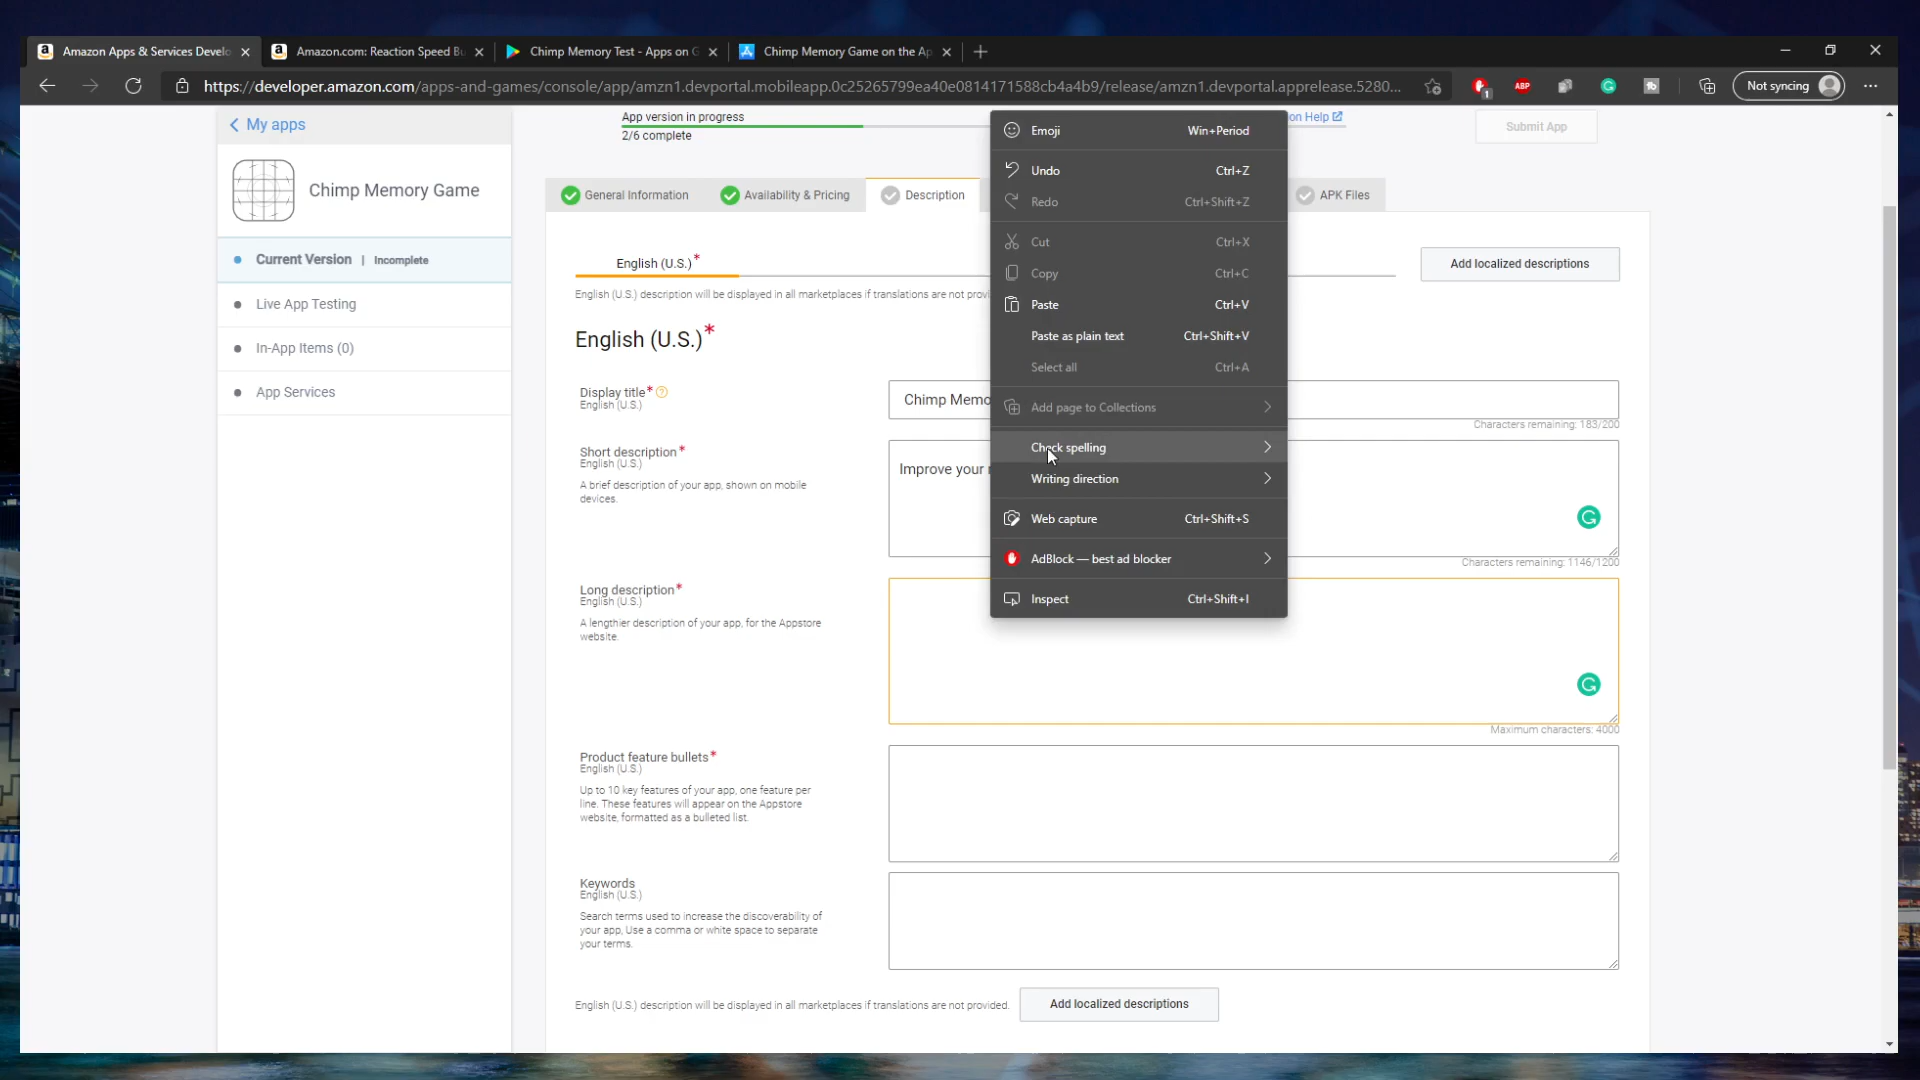 Amazon Apps & Services Develo
Amazon.com: Reaction Speed Bu
Chimp Memory Test - Apps on G
Chimp Memory Game on the Ap
https://developer.amazon.com/apps-and-games/console/app/amzn1.devportal.mobileapp.0c25265799ea40e0814171588cb4a4b9/release/amzn1.devportal.apprelease.5280...
1
ABP
Not syncing
My apps
Chimp Memory Game
Current Version | Incomplete
Live App Testing
In-App Items (0)
App Services
App version in progress
2/6 complete
on Help
Submit App
General Information
Availability & Pricing
Description
APK Files
English (U.S.)*
Add localized descriptions
English (U.S.) description will be displayed in all marketplaces if translations are not provi
English (U.S.)*
Display title*
English (U.S.)
Chimp Memo
Characters remaining: 183/200
Short description*
English (U.S.)
A brief description of your app, shown on mobile
devices.
Improve your
Characters remaining: 1146/1200
Long description*
English (U.S.)
A lengthier description of your app, for the Appstore
website.
Maximum characters: 4000
Product feature bullets*
English (U.S.)
Up to 10 key features of your app, one feature per
line. These features will appear on the Appstore
website, formatted as a bulleted list.
Keywords
English (U.S.)
Search terms used to increase the discoverability of
your app, Use a comma or white space to separate
your terms.
English (U.S.) description will be displayed in all marketplaces if translations are not provided.
Add localized descriptions
Emoji Win+Period
Undo Ctrl+Z
Redo Ctrl+Shift+Z
Cut Ctrl+X
Copy Ctrl+C
Paste Ctrl+V
Paste as plain text Ctrl+Shift+V
Select all Ctrl+A
Add page to Collections
Check spelling
Writing direction
Web capture Ctrl+Shift+S
AdBlock — best ad blocker
Inspect Ctrl+Shift+I